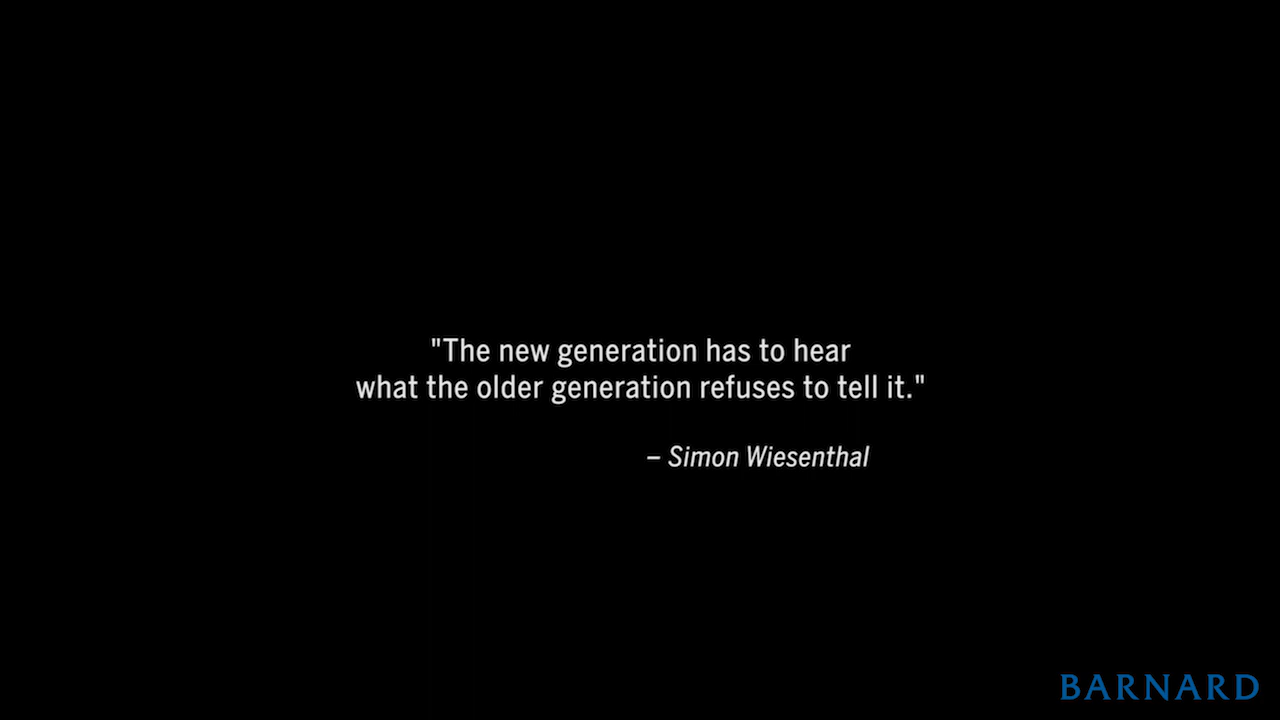 "The new generation has to hear
what the older generation refuses to tell it."
– Simon Wiesenthal
BARNARD